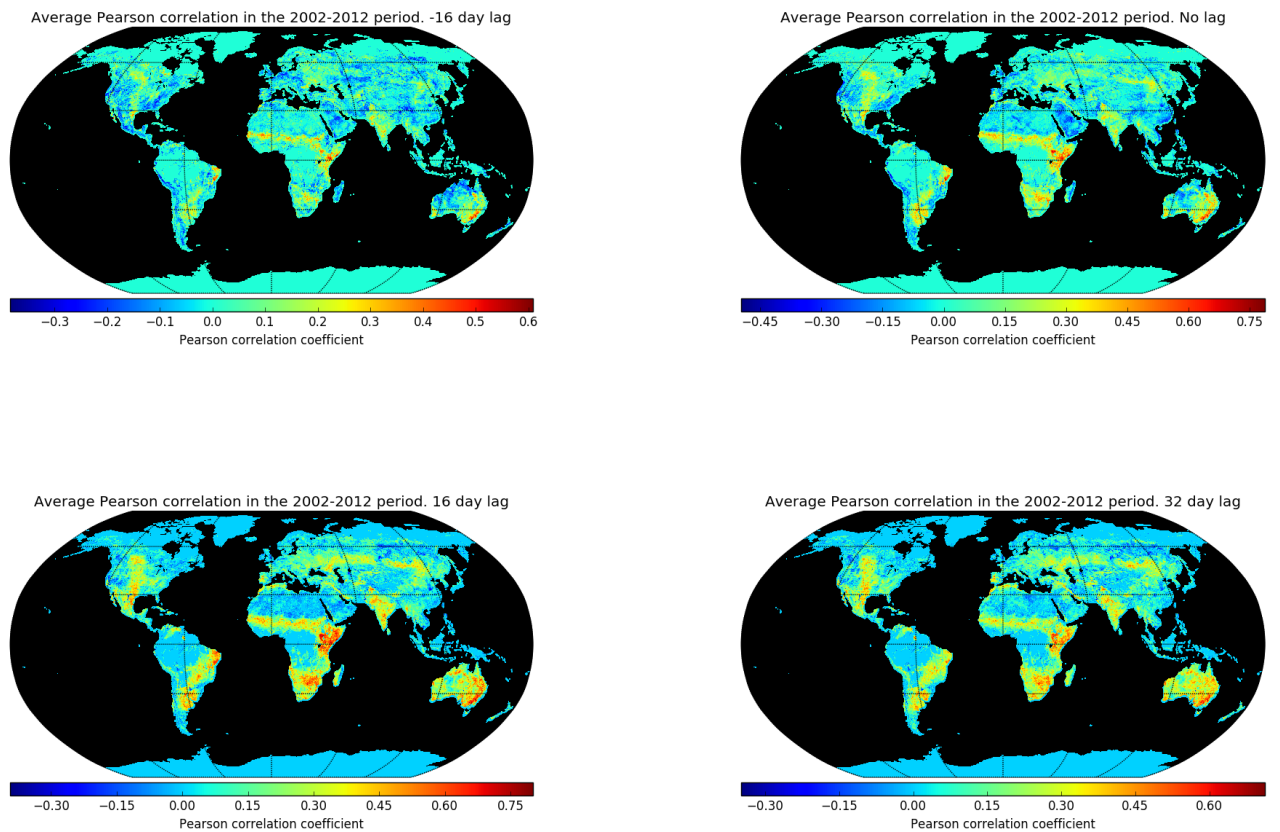 Average Pearson correlation in the 2002-2012 period. -16 day lag
−0.3 −0.2 −0.1 0.0 0.1 0.2 0.3 0.4 0.5 0.6
Pearson correlation coefficient
Average Pearson correlation in the 2002-2012 period. No lag
−0.45 −0.30 −0.15 0.00 0.15 0.30 0.45 0.60 0.75
Pearson correlation coefficient
Average Pearson correlation in the 2002-2012 period. 16 day lag
−0.30 −0.15 0.00 0.15 0.30 0.45 0.60 0.75
Pearson correlation coefficient
Average Pearson correlation in the 2002-2012 period. 32 day lag
−0.30 −0.15 0.00 0.15 0.30 0.45 0.60
Pearson correlation coefficient